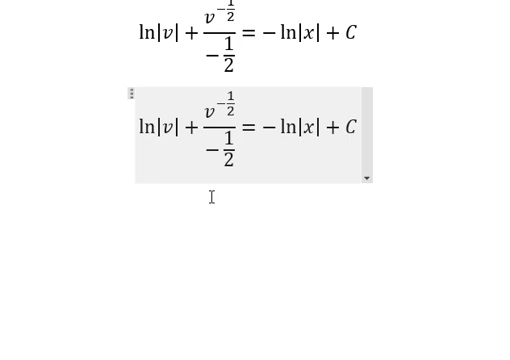 ln|v| + v^(-1/2) / (-1/2) = − ln|x| + C
ln|v| + v^(-1/2) / (-1/2) = − ln|x| + C